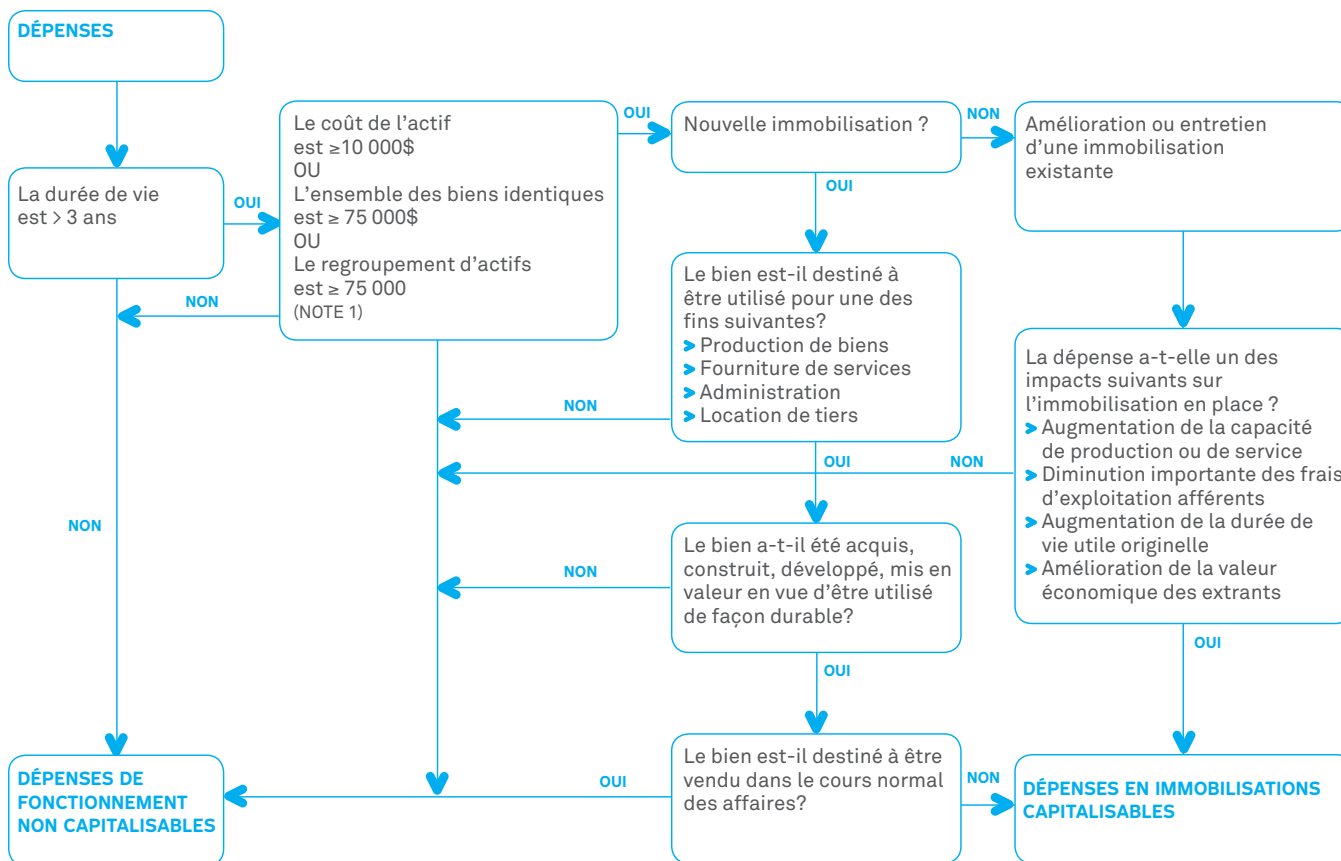 DÉPENSES
La durée de vie
est > 3 ans
OUI
NON
Le coût de l'actif
est ≥10 000$
OU
L'ensemble des biens identiques
est ≥ 75 000$
OU
Le regroupement d'actifs
est ≥ 75 000
(NOTE 1)
OUI
NON
Nouvelle immobilisation ?
NON
OUI
Amélioration ou entretien
d'une immobilisation
existante
Le bien est-il destiné à
être utilisé pour une des
fins suivantes?
Production de biens
Fourniture de services
Administration
Location de tiers
NON
OUI
La dépense a-t-elle un des
impacts suivants sur
l'immobilisation en place ?
Augmentation de la capacité
de production ou de service
Diminution importante des frais
d'exploitation afférents
Augmentation de la durée de
vie utile originelle
Amélioration de la valeur
économique des extrants
NON
OUI
Le bien a-t-il été acquis,
construit, développé, mis en
valeur en vue d'être utilisé
de façon durable?
NON
OUI
Le bien est-il destiné à être
vendu dans le cours normal
des affaires?
OUI
NON
DÉPENSES DE
FONCTIONNEMENT
NON CAPITALISABLES
DÉPENSES EN IMMOBILISATIONS
CAPITALISABLES